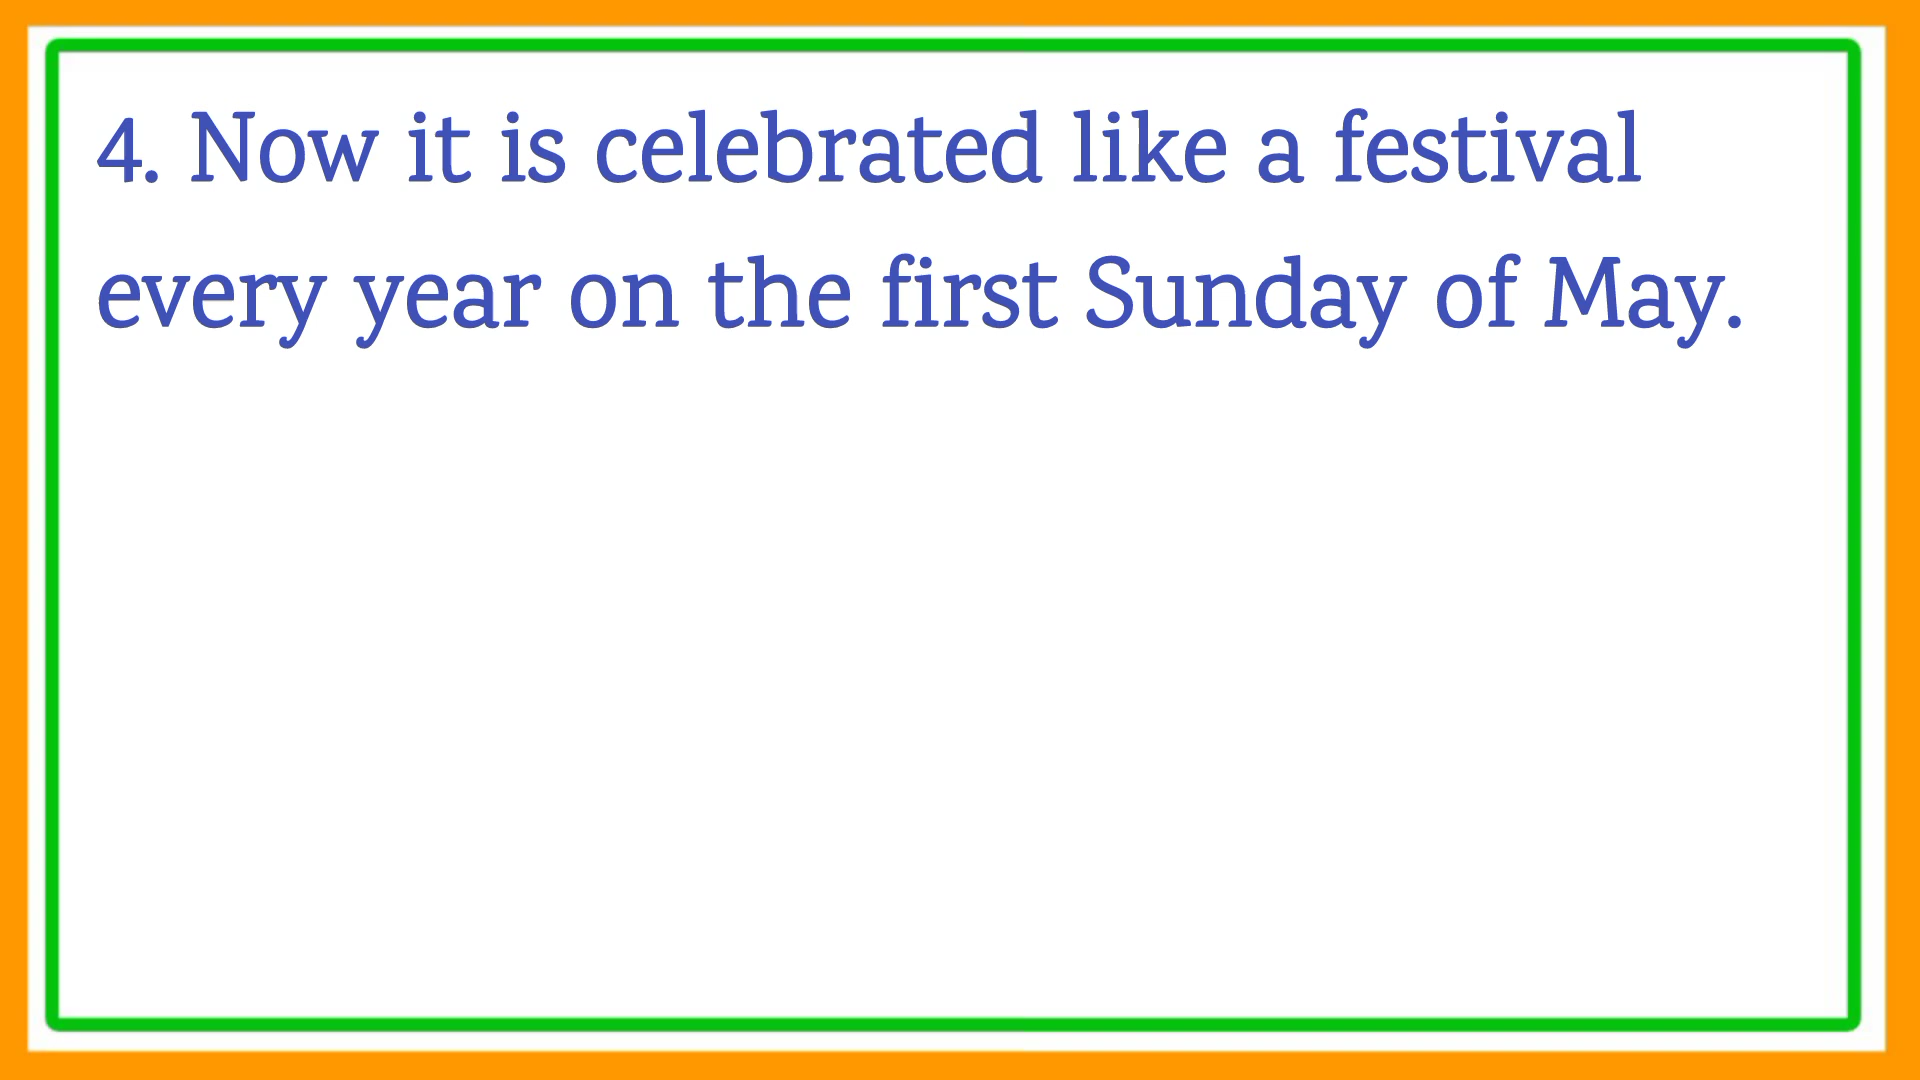 4. Now it is celebrated like a festival
every year on the first Sunday of May.